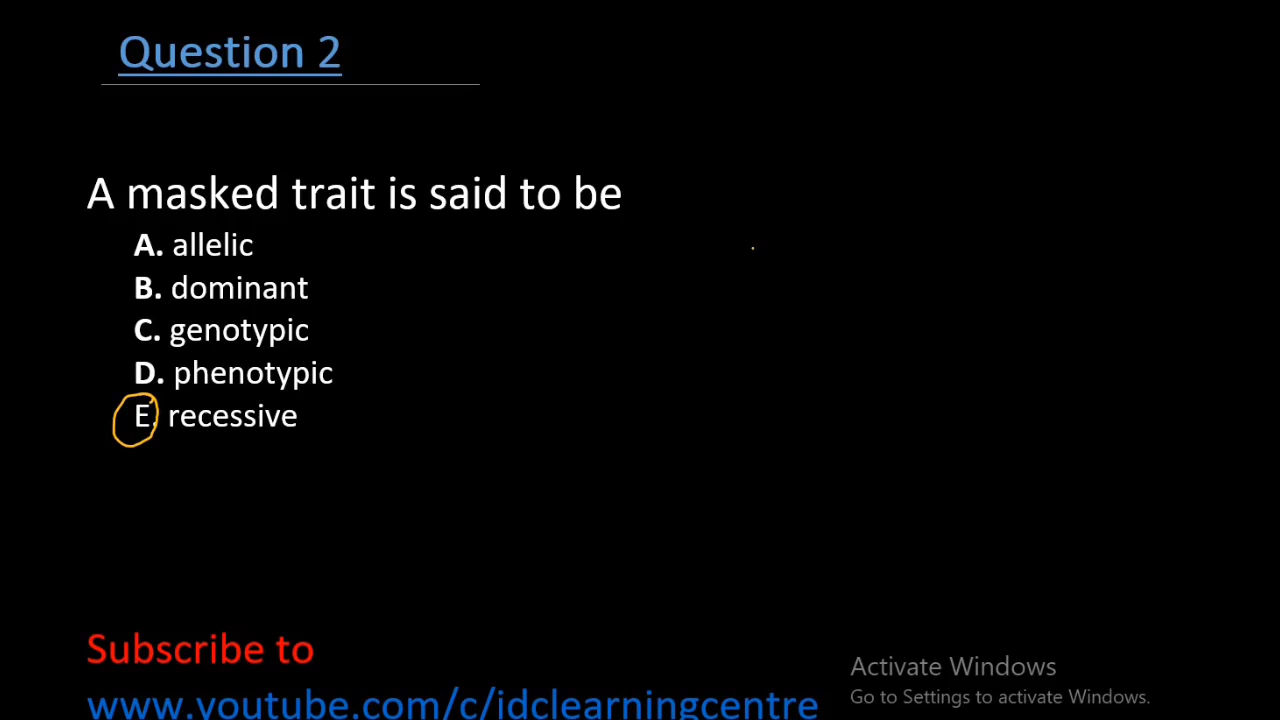 Question 2
A masked trait is said to be
A. allelic
B. dominant
C. genotypic
D. phenotypic
E. recessive
Subscribe to
www.youtube.com/c/idclearningcentre
Activate Windows
Go to Settings to activate Windows.